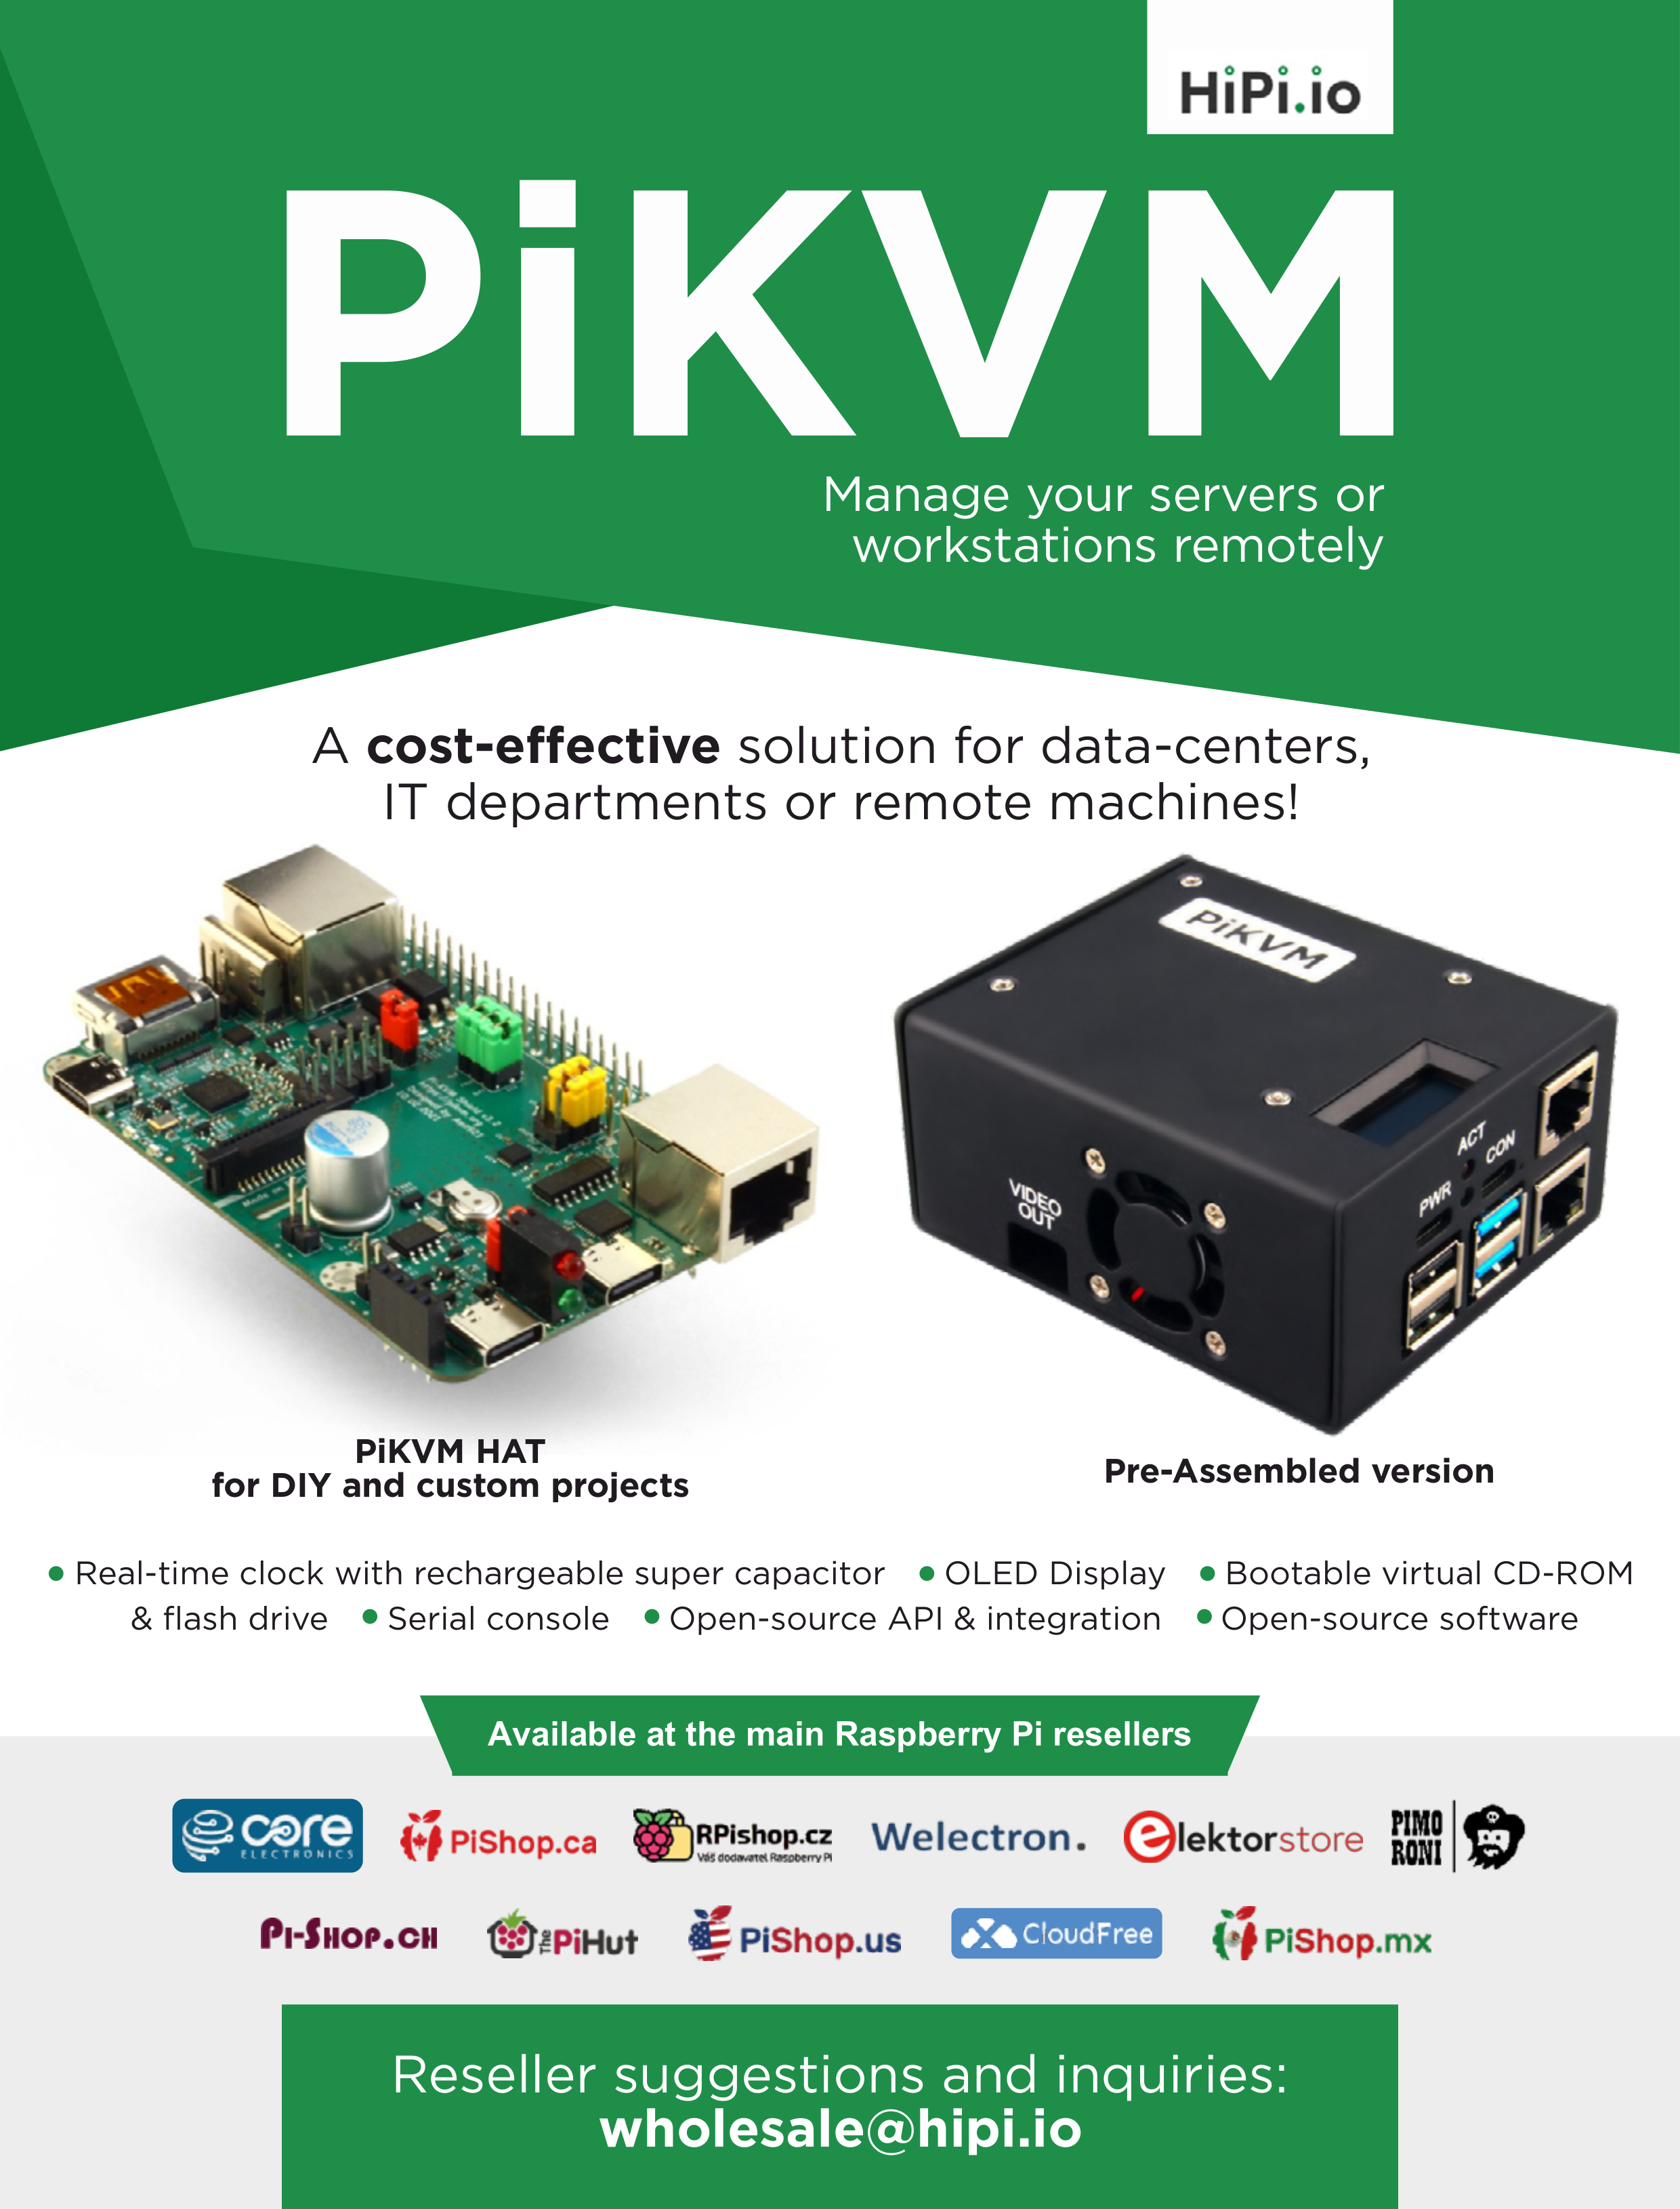 HiPi.io
PiKVM
Manage your servers or
workstations remotely
A cost-effective solution for data-centers,
IT departments or remote machines!
PiKVM
VIDEO
OUT
ACT
CON
PWR
PiKVM HAT
for DIY and custom projects
Pre-Assembled version
• Real-time clock with rechargeable super capacitor • OLED Display • Bootable virtual CD-ROM
& flash drive • Serial console • Open-source API & integration • Open-source software
Available at the main Raspberry Pi resellers
core
ELECTRONICS
PiShop.ca
RPishop.cz
Váš dodavatel Raspberry Pi
Welectron.
elektorstore
PIMO
RONI
Pi-Shop.ch
The PiHut
PiShop.us
CloudFree
PiShop.mx
Reseller suggestions and inquiries:
wholesale@hipi.io